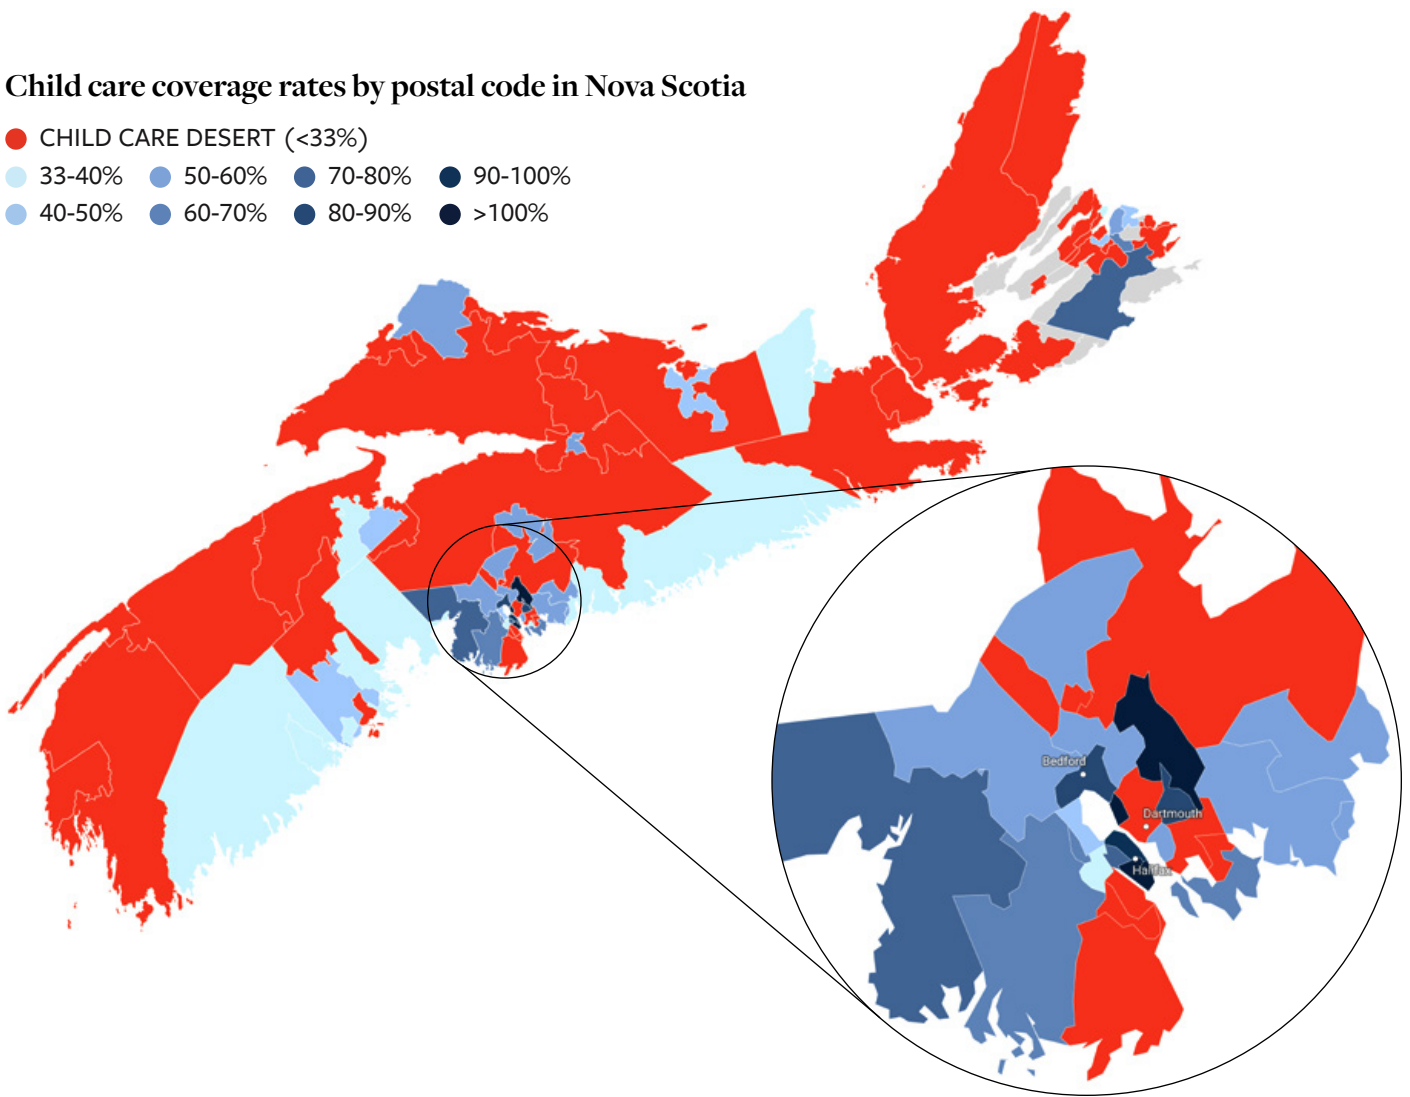 Child care coverage rates by postal code in Nova Scotia
CHILD CARE DESERT (<33%)
33-40% 50-60% 70-80% 90-100%
40-50% 60-70% 80-90% >100%
Bedford
Dartmouth
Halifax